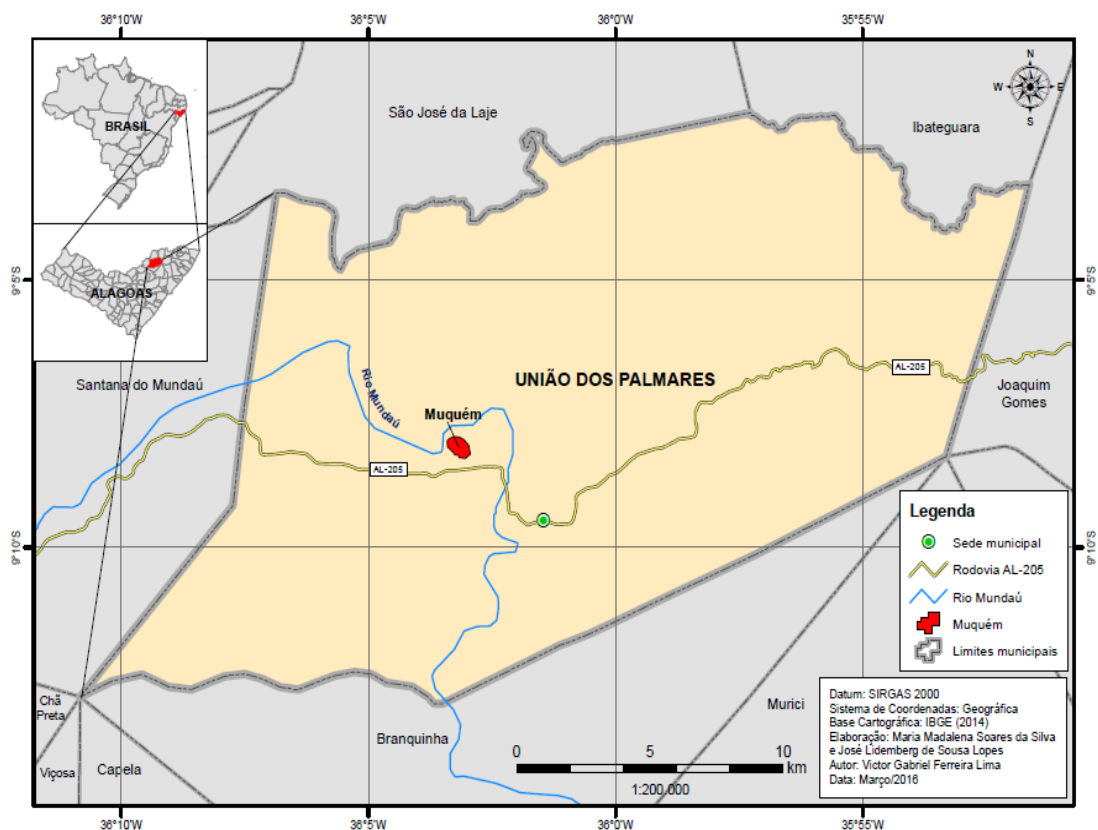 36°10'W
36°5'W
36°0'W
35°55'W
BRASIL
ALAGOAS
N
W
E
S
São José da Laje
Ibateguara
9°5'S
9°5'S
Santana do Mundaú
Rio Mundaú
UNIÃO DOS PALMARES
AL-205
Muquém
Joaquim
Gomes
AL-205
9°10'S
9°10'S
Legenda
Sede municipal
Rodovia AL-205
Rio Mundaú
Muquém
Limites municipais
Chã
Preta
Viçosa
Capela
Branquinha
Murici
0
5
10
km
1:200.000
Datum: SIRGAS 2000
Sistema de Coordenadas: Geográfica
Base Cartográfica: IBGE (2014)
Elaboração: Maria Madalena Soares da Silva
e José Lidemberg de Sousa Lopes
Autor: Victor Gabriel Ferreira Lima
Data: Março/2016
36°10'W
36°5'W
36°0'W
35°55'W